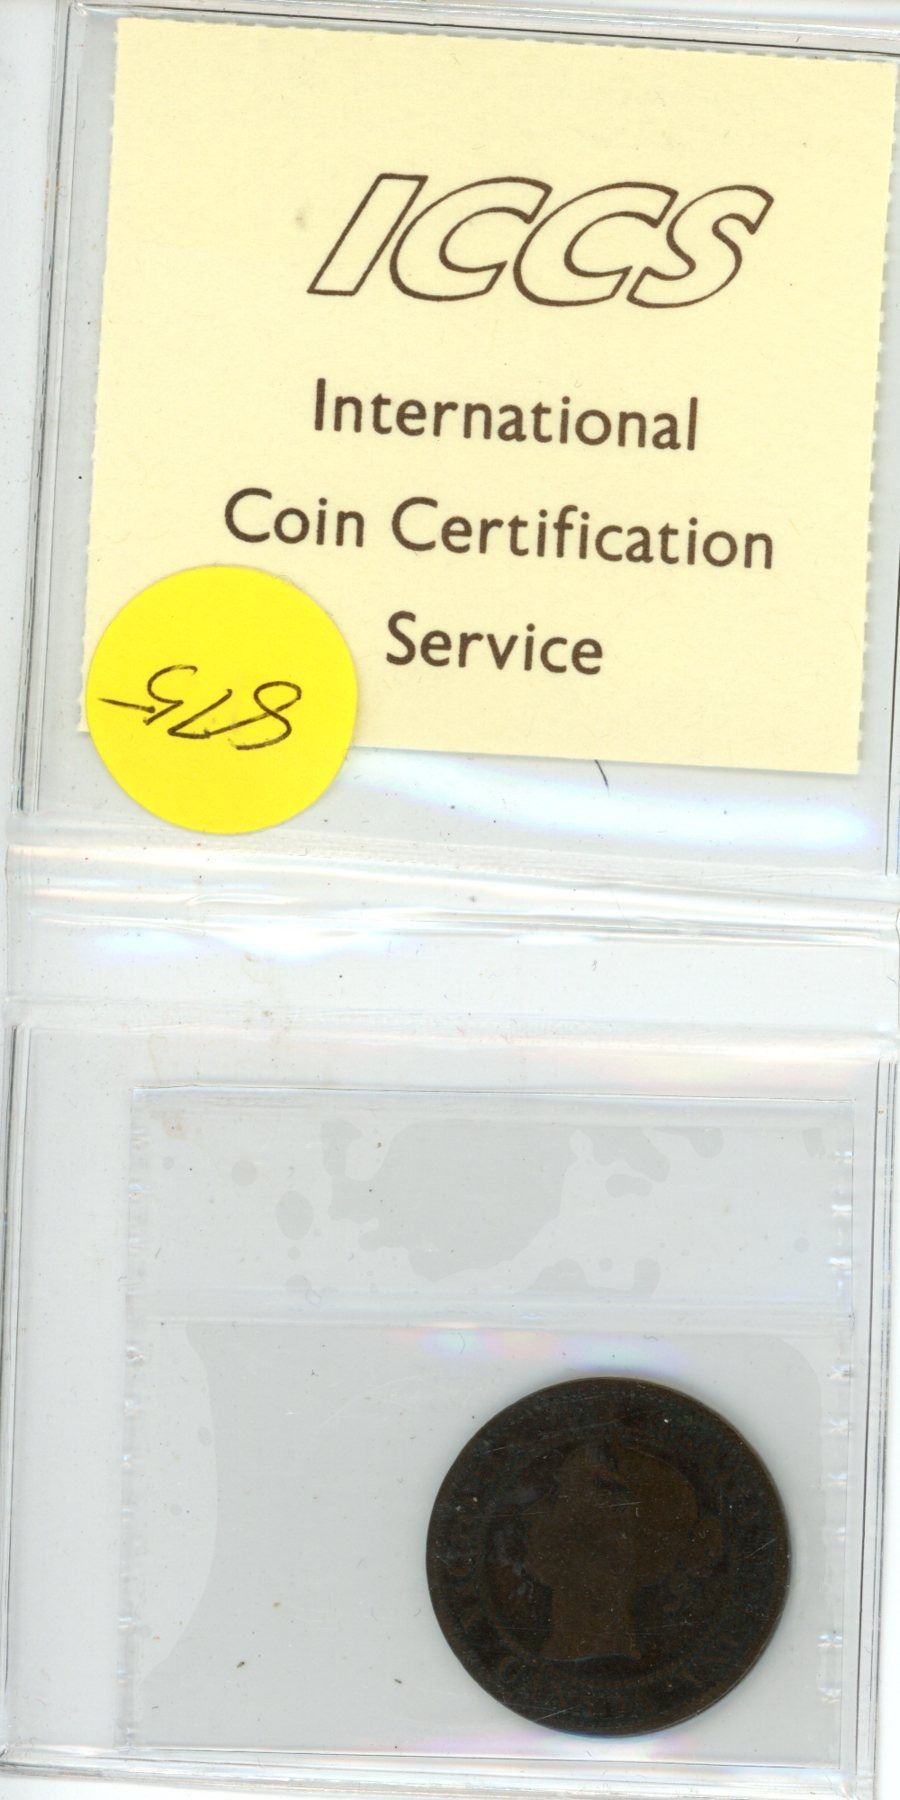 ICCS
International
Coin Certification
Service
875